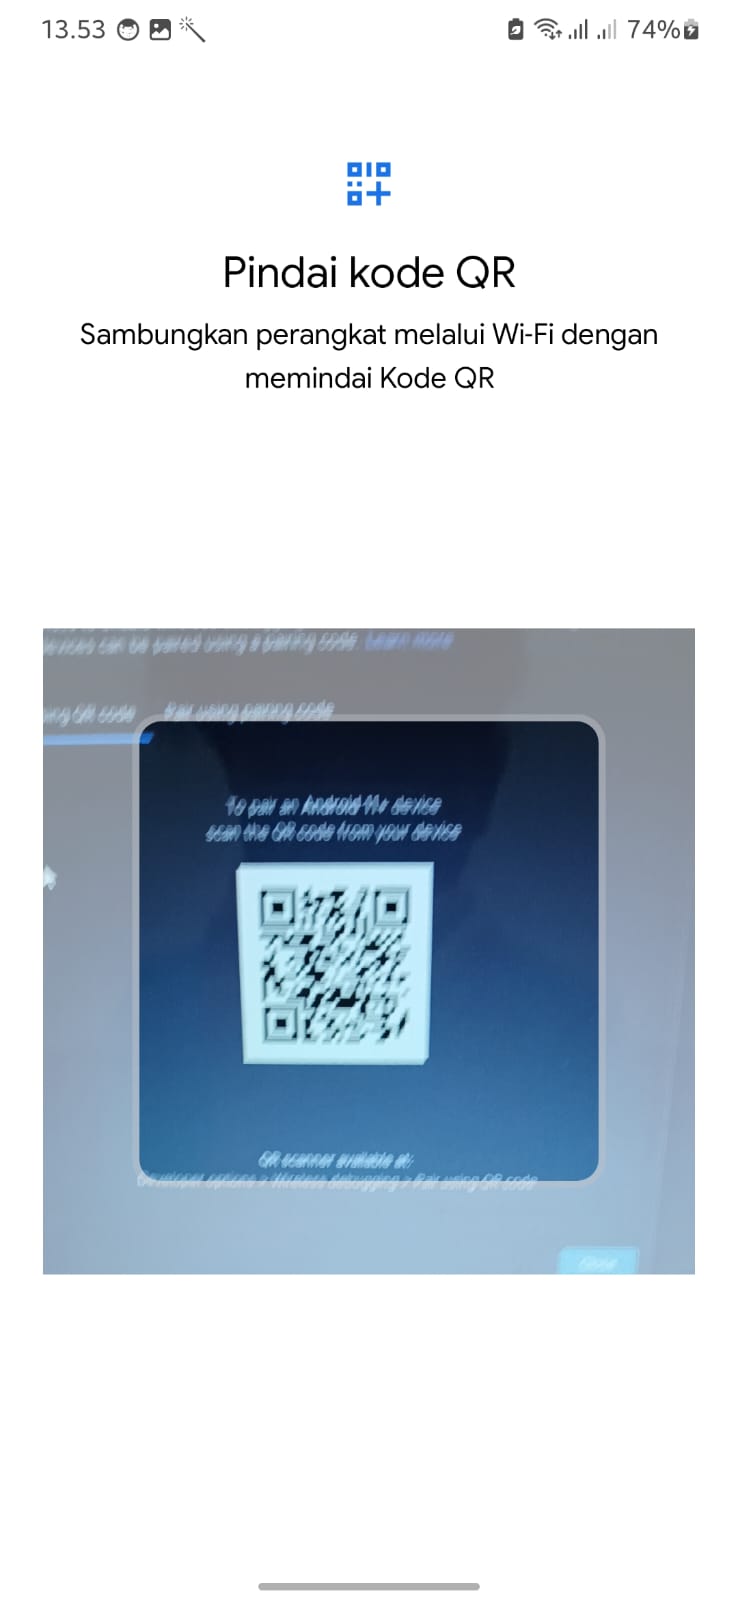 13.53
74%
Pindai kode QR
Sambungkan perangkat melalui Wi-Fi dengan
memindai Kode QR
devices can be paired using a pairing code. Learn more
ing QR code Pair using pairing code
To pair an Android 11+ device
scan the QR code from your device
QR scanner available at:
Developer options > Wireless debugging > Pair using QR code